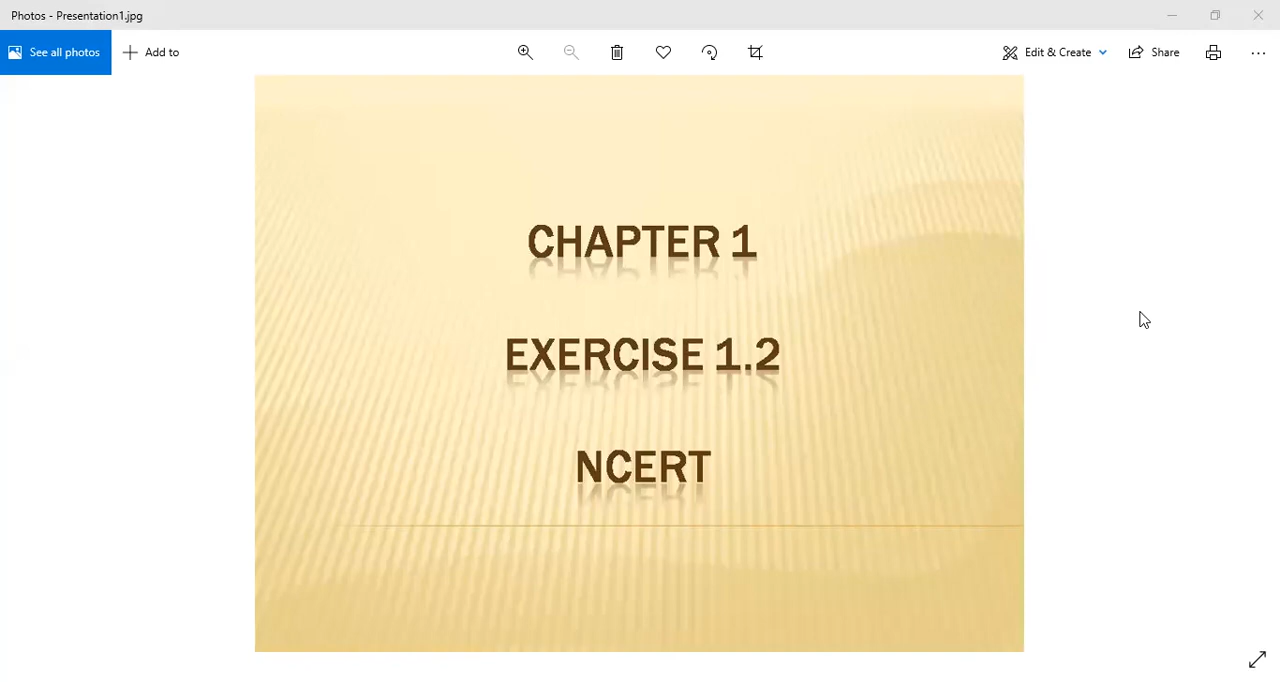 Photos - Presentation1.jpg
See all photos
Add to
Edit & Create
Share
CHAPTER 1
EXERCISE 1.2
NCERT